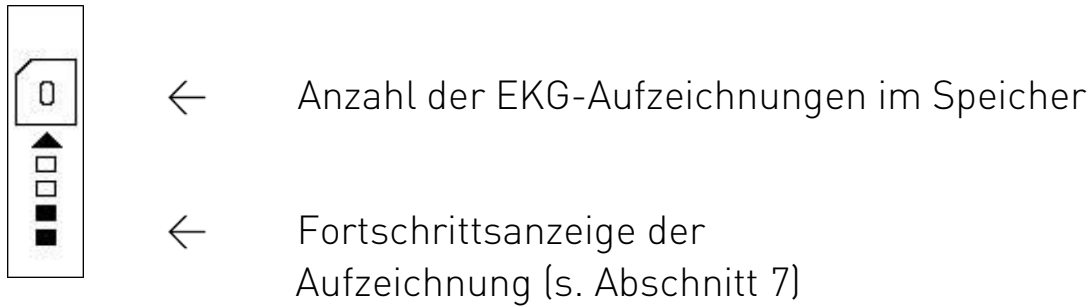 0
Anzahl der EKG-Aufzeichnungen im Speicher
Fortschrittsanzeige der
Aufzeichnung (s. Abschnitt 7)